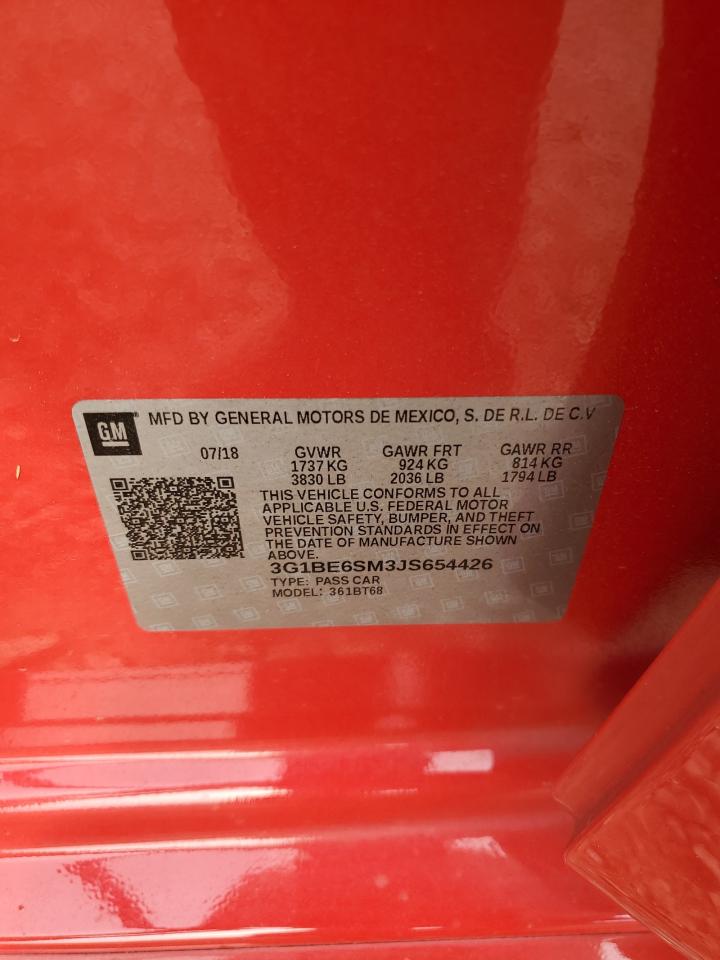 GM
MFD BY GENERAL MOTORS DE MEXICO, S. DE R.L. DE C.V
07/18 GVWR GAWR FRT GAWR RR
1737 KG 924 KG 814 KG
3830 LB 2036 LB 1794 LB
THIS VEHICLE CONFORMS TO ALL
APPLICABLE U.S. FEDERAL MOTOR
VEHICLE SAFETY, BUMPER, AND THEFT
PREVENTION STANDARDS IN EFFECT ON
THE DATE OF MANUFACTURE SHOWN
ABOVE.
3G1BE6SM3JS654426
TYPE: PASS CAR
MODEL: 361BT68